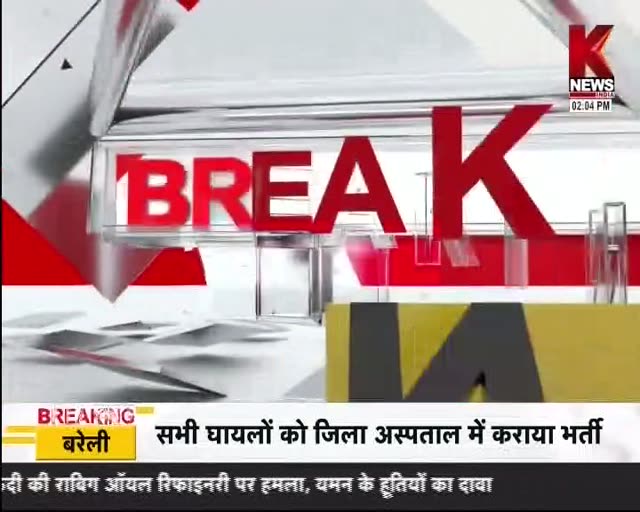 K
NEWS
INDIA
02:04 PM
BREAK
BREAKING
बरेली
सभी घायलों को जिला अस्पताल में कराया भर्ती
की राबिग ऑयल रिफाइनरी पर हमला, यमन के हूतियों का दावा